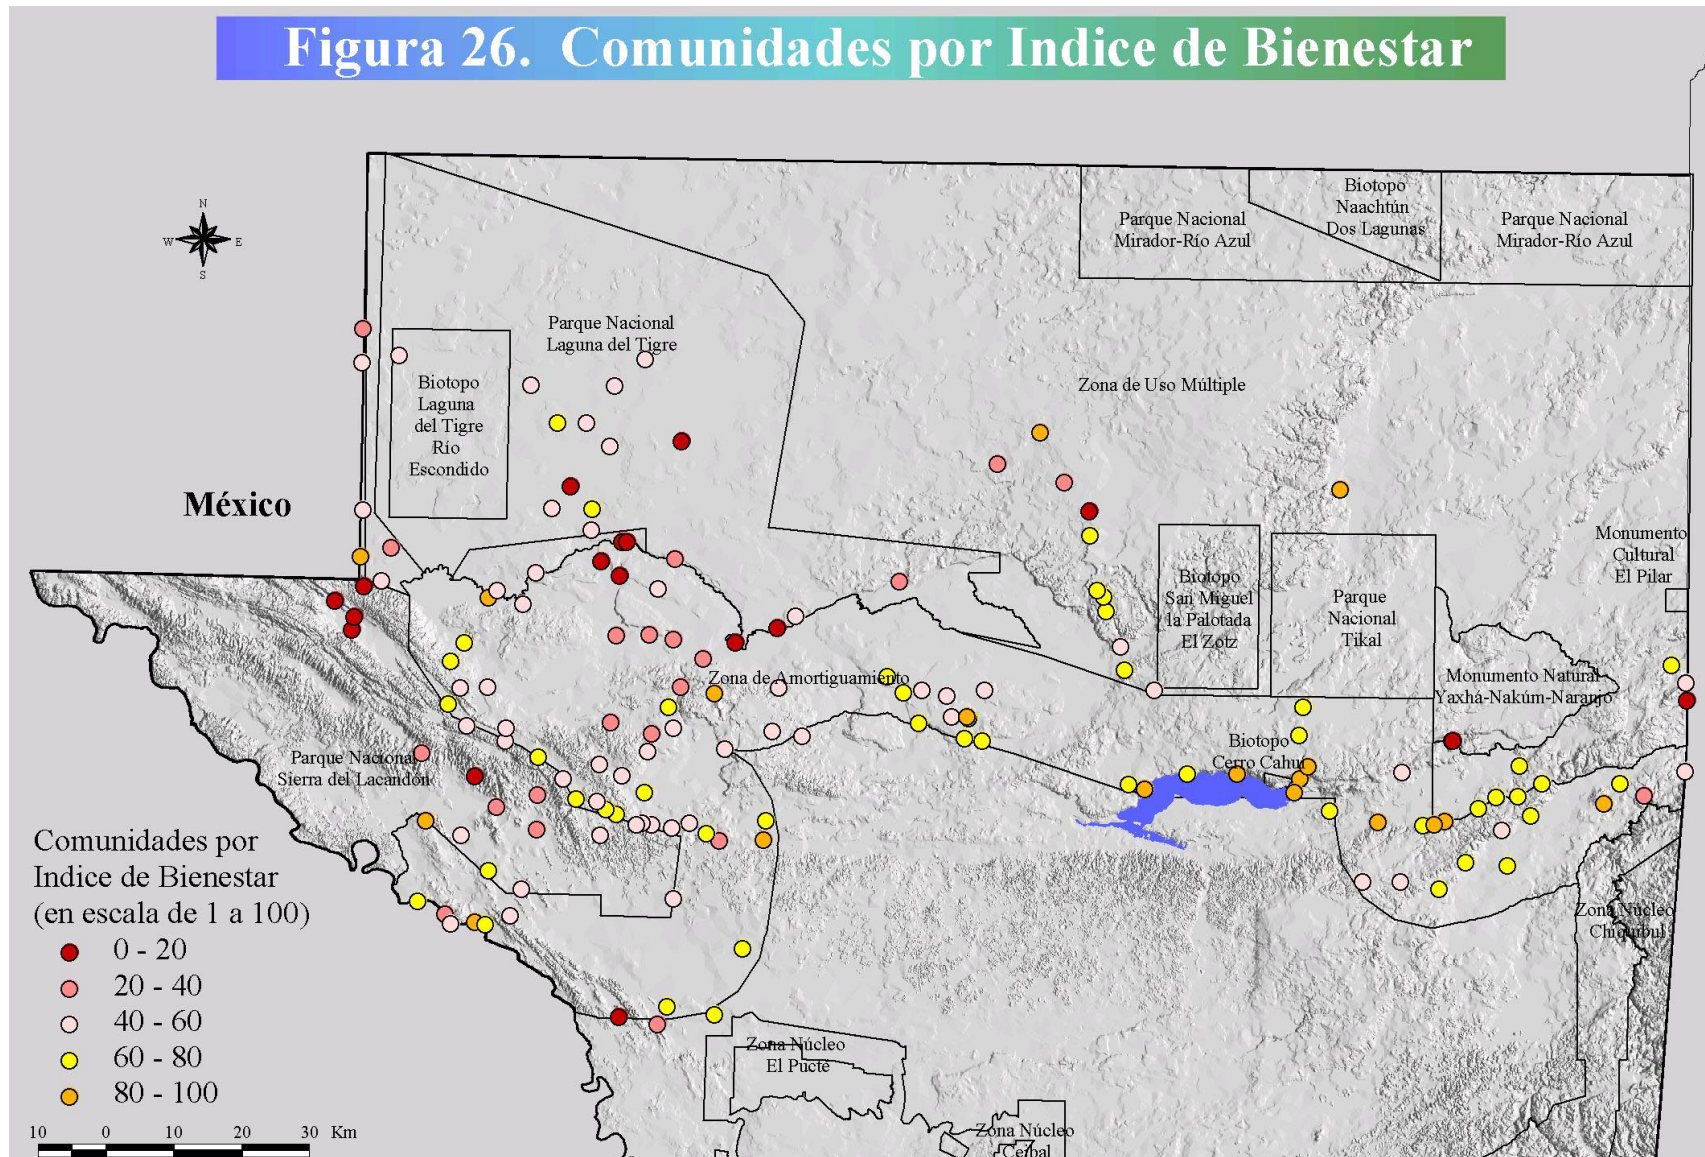 Figura 26. Comunidades por Indice de Bienestar
N
W
E
S
Parque Nacional
Mirador-Río Azul
Biotopo
Naachtún
Dos Lagunas
Parque Nacional
Mirador-Río Azul
Parque Nacional
Laguna del Tigre
Biotopo
Laguna
del Tigre
Río
Escondido
Zona de Uso Múltiple
México
Monumento
Cultural
El Pilar
Biotopo
San Miguel
la Palotada
El Zotz
Parque
Nacional
Tikal
Zona de Amortiguamiento
Monumento Natural
Yaxhá-Nakúm-Naranjo
Parque Nacional
Sierra del Lacandón
Biotopo
Cerro Cahuí
Zona Núcleo
Chiquibul
Zona Núcleo
El Pucté
Zona Núcleo
Ceibal
Comunidades por
Indice de Bienestar
(en escala de 1 a 100)
0 - 20
20 - 40
40 - 60
60 - 80
80 - 100
10 0 10 20 30 Km